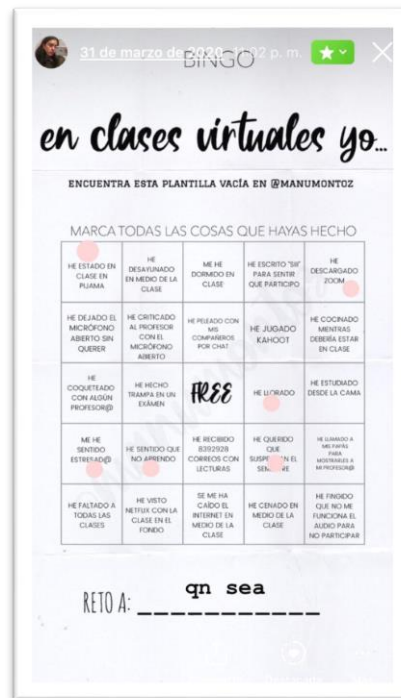 31 de marzo de 2020 11:02 p. m.
BINGO
en clases virtuales yo...
ENCUENTRA ESTA PLANTILLA VACÍA EN @MANUMONTOZ
MARCA TODAS LAS COSAS QUE HAYAS HECHO
HE ESTADO EN
CLASE EN
PIJAMA
HE
DESAYUNADO
EN MEDIO DE LA
CLASE
ME HE
DORMIDO EN
CLASE
HE ESCRITO "SIII"
PARA SENTIR
QUE PARTICIPO
HE
DESCARGADO
ZOOM
HE DEJADO EL
MICRÓFONO
ABIERTO SIN
QUERER
HE CRITICADO
AL PROFESOR
CON EL
MICRÓFONO
ABIERTO
HE PELEADO CON
MIS
COMPAÑEROS
POR CHAT
HE JUGADO
KAHOOT
HE COCINADO
MIENTRAS
DEBERÍA ESTAR
EN CLASE
HE
COQUETEADO
CON ALGÚN
PROFESOR@
HE HECHO
TRAMPA EN UN
EXÁMEN
FREE
HE LLORADO
HE ESTUDIADO
DESDE LA CAMA
ME HE
SENTIDO
ESTRESAD@
HE SENTIDO QUE
NO APRENDO
HE RECIBIDO
8392928
CORREOS CON
LECTURAS
HE QUERIDO
QUE
SUSPENDAN EL
SEMESTRE
HE LLAMADO A
MIS PAPÁS
PARA
MOSTRARLES A
MI PROFESOR@
HE FALTADO A
TODAS LAS
CLASES
HE VISTO
NETFLIX CON LA
CLASE EN EL
FONDO
SE ME HA
CAÍDO EL
INTERNET EN
MEDIO DE LA
CLASE
HE CENADO EN
MEDIO DE LA
CLASE
HE FINGIDO
QUE NO ME
FUNCIONA EL
AUDIO PARA
NO PARTICIPAR
RETO A: qn sea